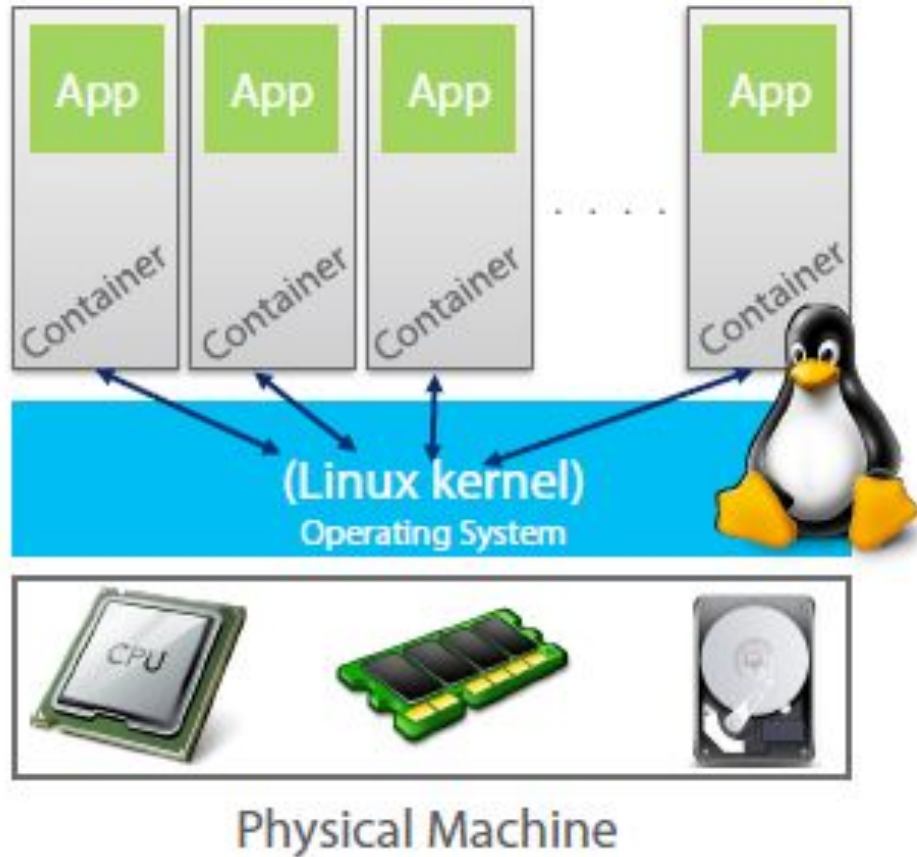 App
App
App
App
Container
Container
Container
Container
(Linux kernel)
Operating System
CPU
Physical Machine